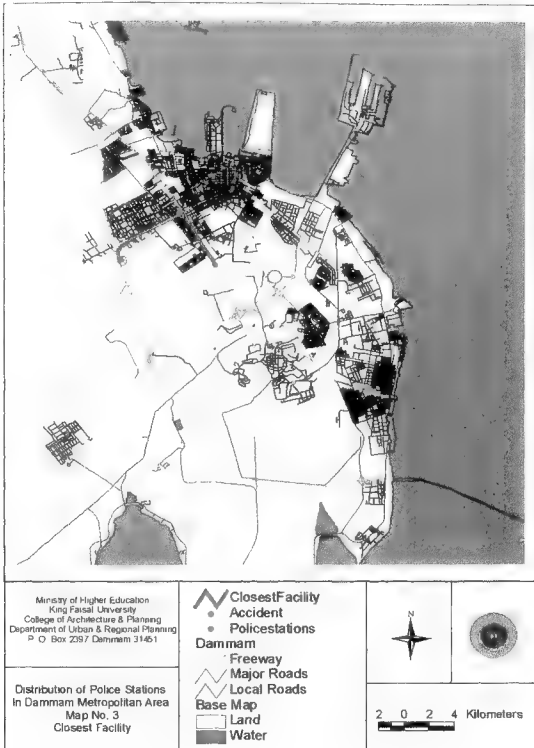 Ministry of Higher Education
King Faisal University
College of Architecture & Planning
Department of Urban & Regional Planning
P O Box 2397 Dammam 31451
Distribution of Police Stations
in Dammam Metropolitan Area
Map No. 3
Closest Facility
ClosestFacility
Accident
Policestations
Dammam
Freeway
Major Roads
Local Roads
Base Map
Land
Water
N
2 0 2 4 Kilometers